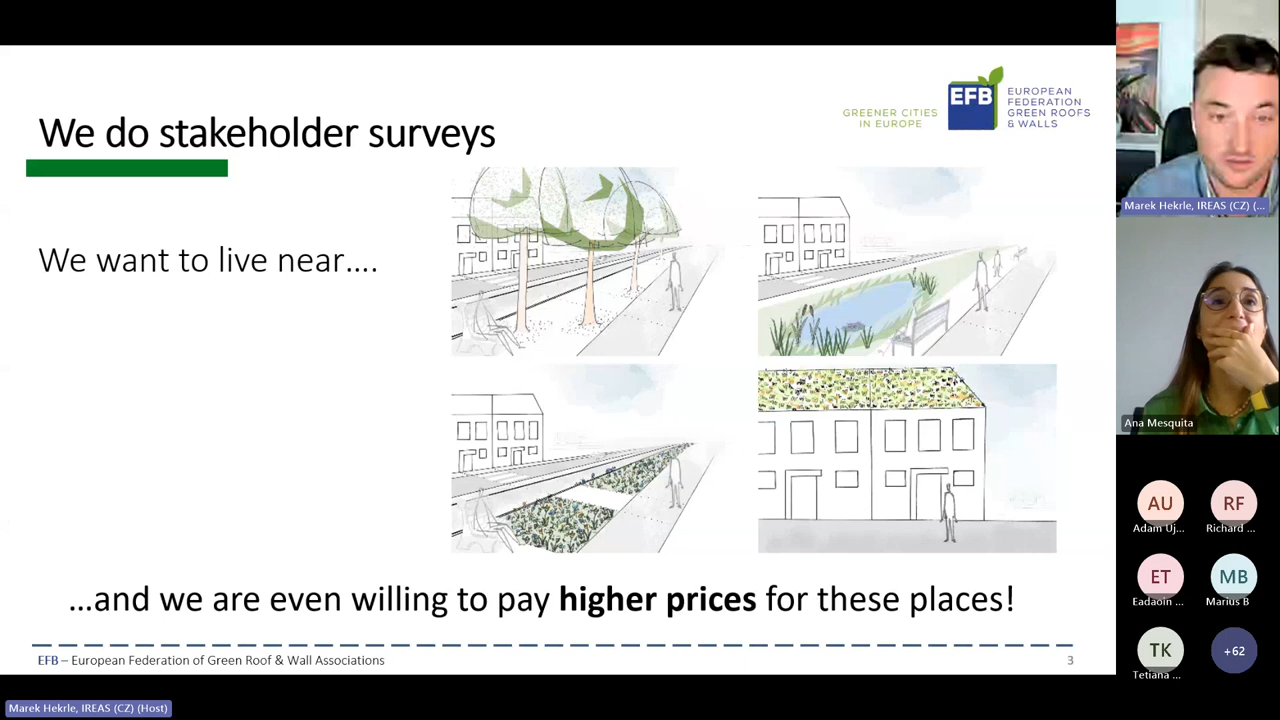 We do stakeholder surveys
GREENER CITIES
IN EUROPE
EFB
EUROPEAN
FEDERATION
GREEN ROOFS
& WALLS
We want to live near....
...and we are even willing to pay higher prices for these places!
EFB – European Federation of Green Roof & Wall Associations
3
Marek Hekrle, IREAS (CZ) (...
Ana Mesquita
AU
Adam Uj...
RF
Richard ...
ET
Eadaoin ...
MB
Marius B
TK
Tetiana ...
+62
Marek Hekrle, IREAS (CZ) (Host)